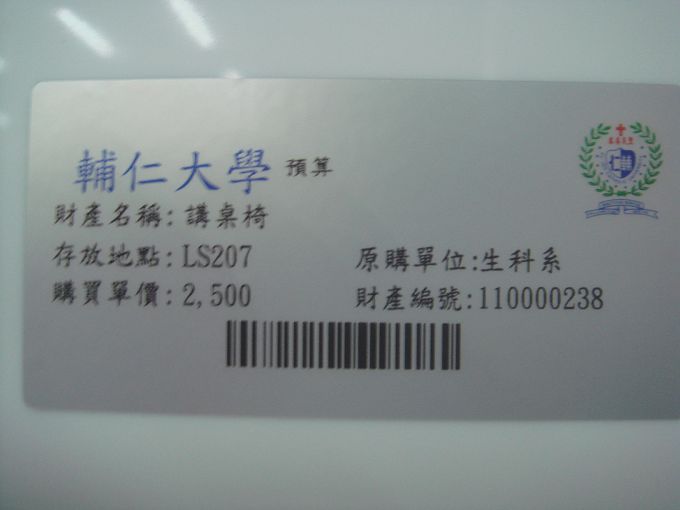 輔仁大學 預算
財產名稱: 講桌椅
存放地點: LS207 原購單位:生科系
購買單價: 2,500 財產編號:110000238